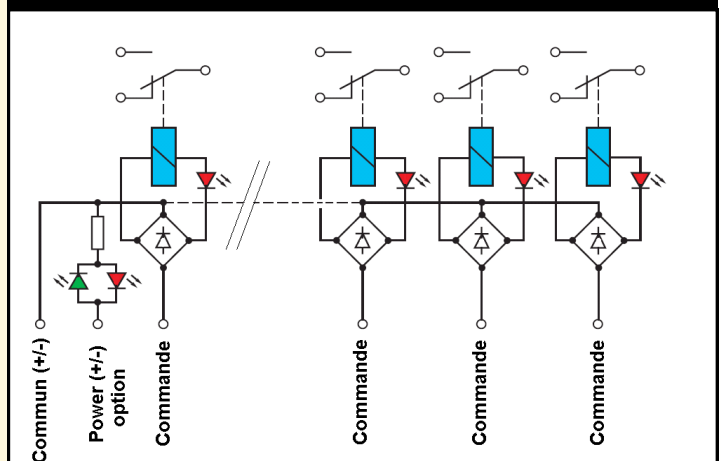 Commun (+/-)
Power (+/-)
option
Commande
Commande
Commande
Commande